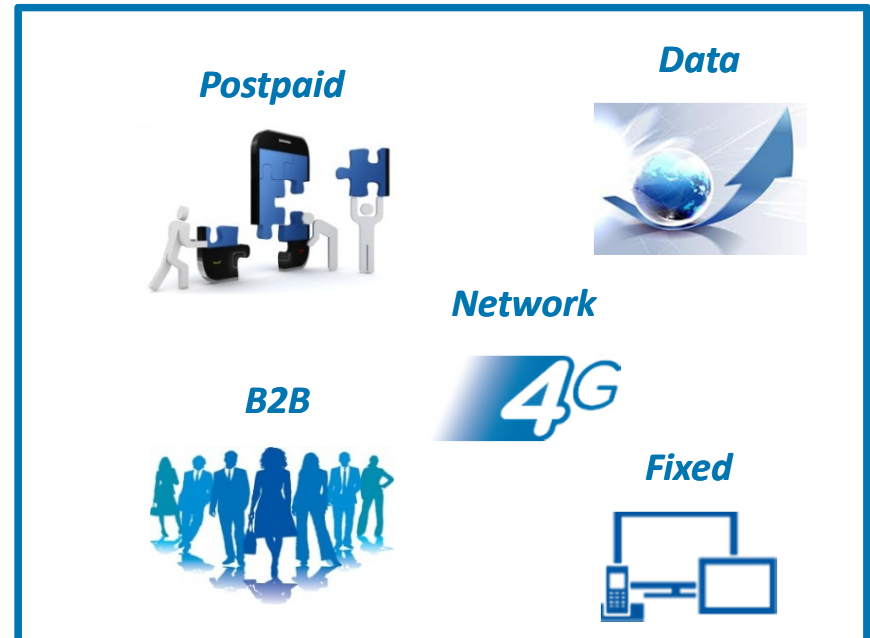 Postpaid
Data
Network
4G
B2B
Fixed